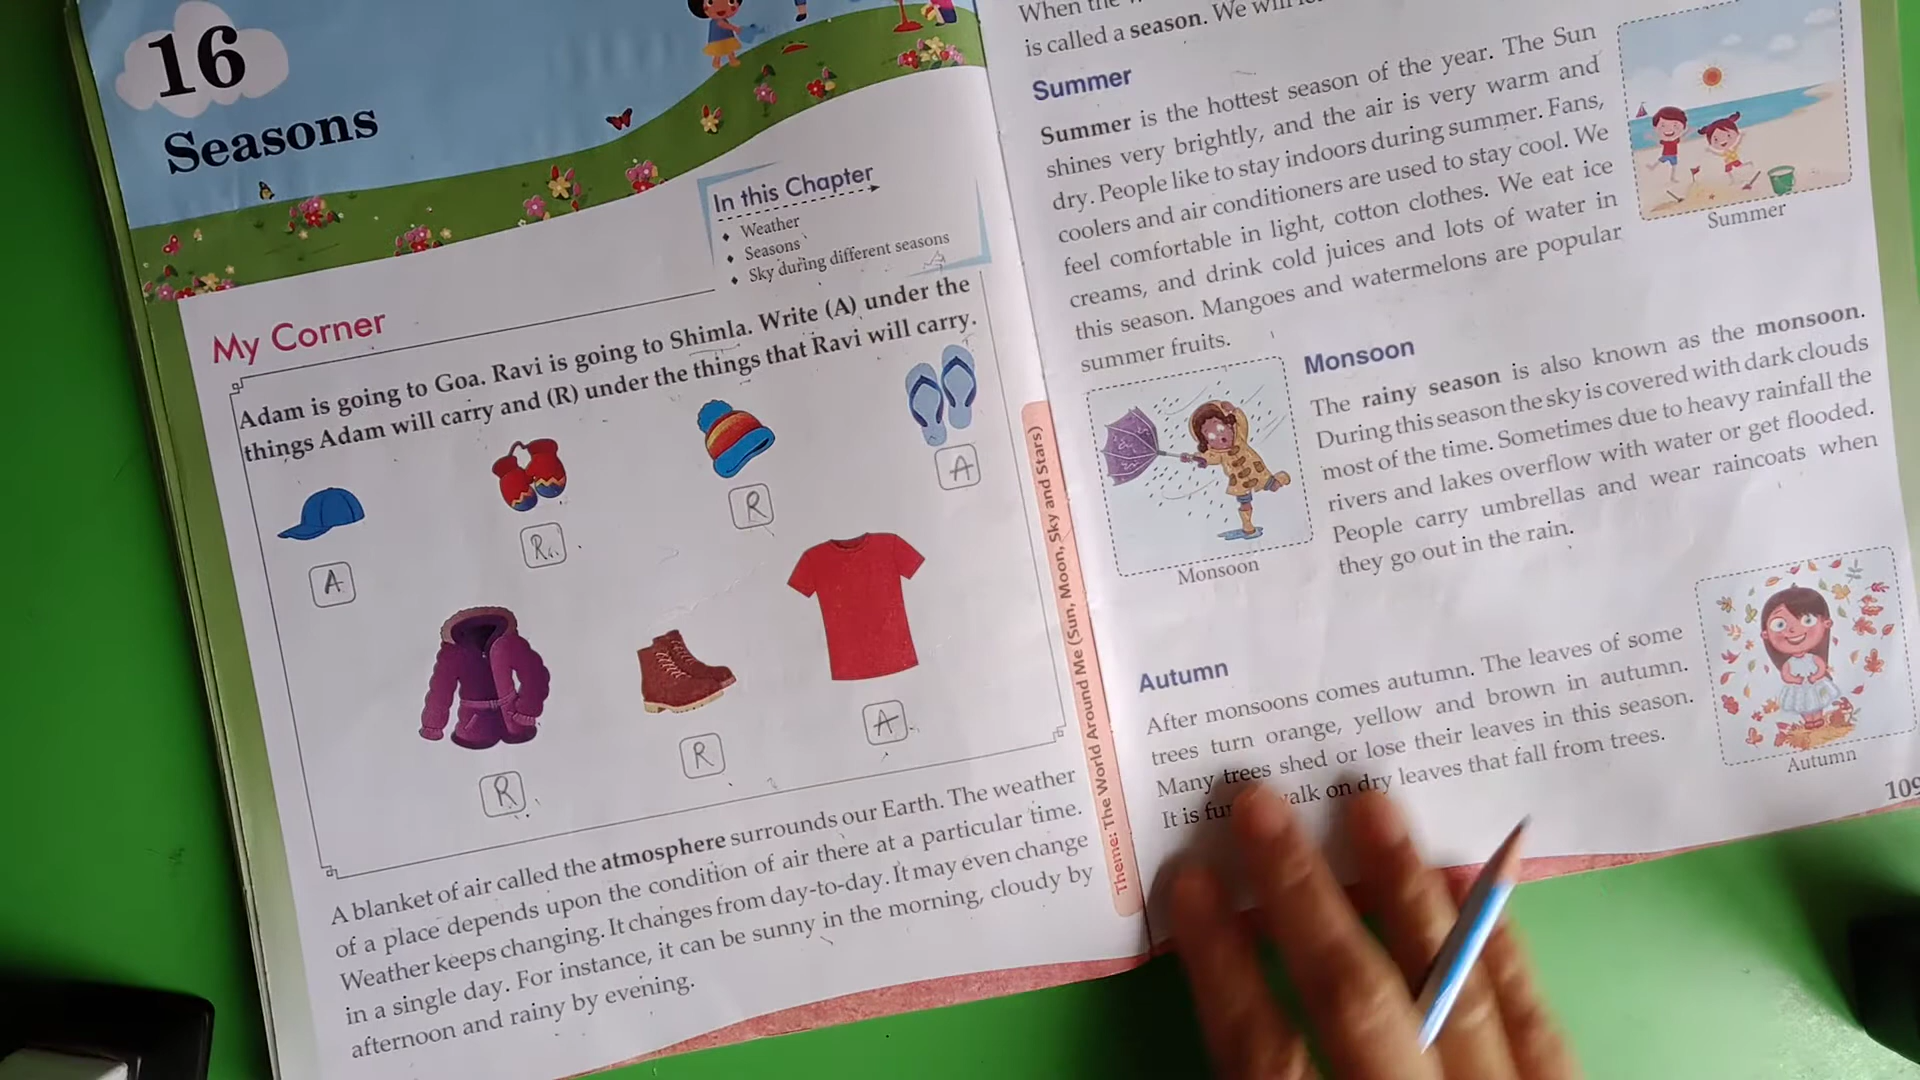 16
Seasons
In this Chapter
Weather
Seasons
Sky during different seasons
My Corner
Adam is going to Goa. Ravi is going to Shimla. Write (A) under the
things Adam will carry and (R) under the things that Ravi will carry.
A
R
R
A
R
R
A
A blanket of air called the atmosphere surrounds our Earth. The weather
of a place depends upon the condition of air there at a particular time.
Weather keeps changing. It changes from day-to-day. It may even change
in a single day. For instance, it can be sunny in the morning, cloudy by
afternoon and rainy by evening.
Theme: The World Around Me (Sun, Moon, Sky and Stars)
When the
is called a season. We will
Summer
Summer is the hottest season of the year. The Sun
shines very brightly, and the air is very warm and
dry. People like to stay indoors during summer. Fans,
coolers and air conditioners are used to stay cool. We
feel comfortable in light, cotton clothes. We eat ice
creams, and drink cold juices and lots of water in
this season. Mangoes and watermelons are popular
summer fruits.
Summer
Monsoon
The rainy season is also known as the monsoon.
During this season the sky is covered with dark clouds
most of the time. Sometimes due to heavy rainfall the
rivers and lakes overflow with water or get flooded.
People carry umbrellas and wear raincoats when
they go out in the rain.
Monsoon
Autumn
After monsoons comes autumn. The leaves of some
trees turn orange, yellow and brown in autumn.
Many trees shed or lose their leaves in this season.
It is walk on dry leaves that fall from trees.
Autumn
109